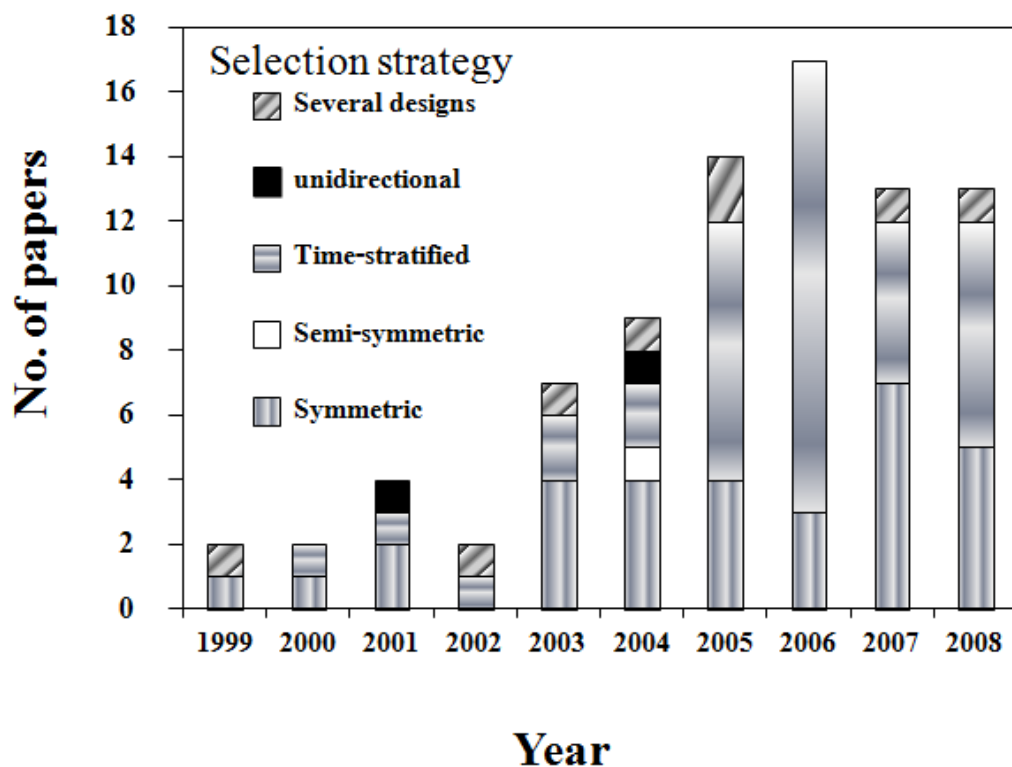 18
16
14
12
10
8
6
4
2
0
No. of papers
Selection strategy
Several designs
unidirectional
Time-stratified
Semi-symmetric
Symmetric
1999 2000 2001 2002 2003 2004 2005 2006 2007 2008
Year